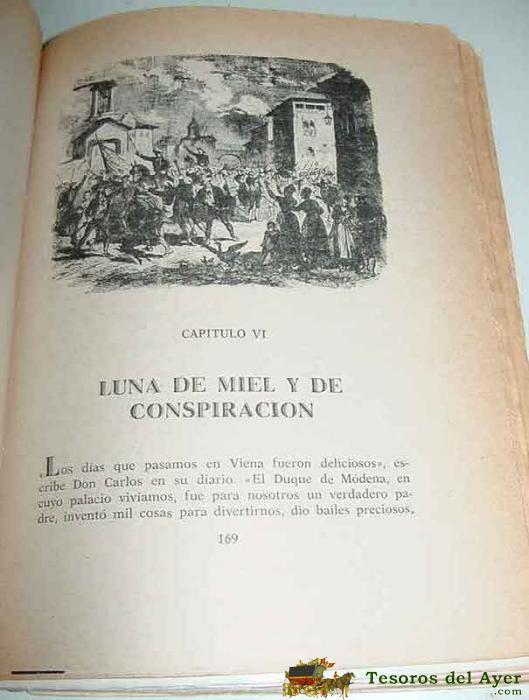 CAPITULO VI
LUNA DE MIEL Y DE
CONSPIRACION
«Los días que pasamos en Viena fueron deliciosos», es-
cribe Don Carlos en su diario. «El Duque de Módena, en
cuyo palacio vivíamos, fue para nosotros un verdadero pa-
dre, inventó mil cosas para divertirnos, dio bailes preciosos,
169
Tesoros del Ayer
.com